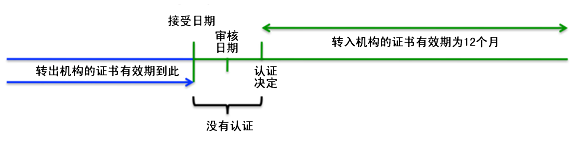 接受日期
审核
日期
转入机构的证书有效期为12个月
转出机构的证书有效期到此
认证
决定
没有认证